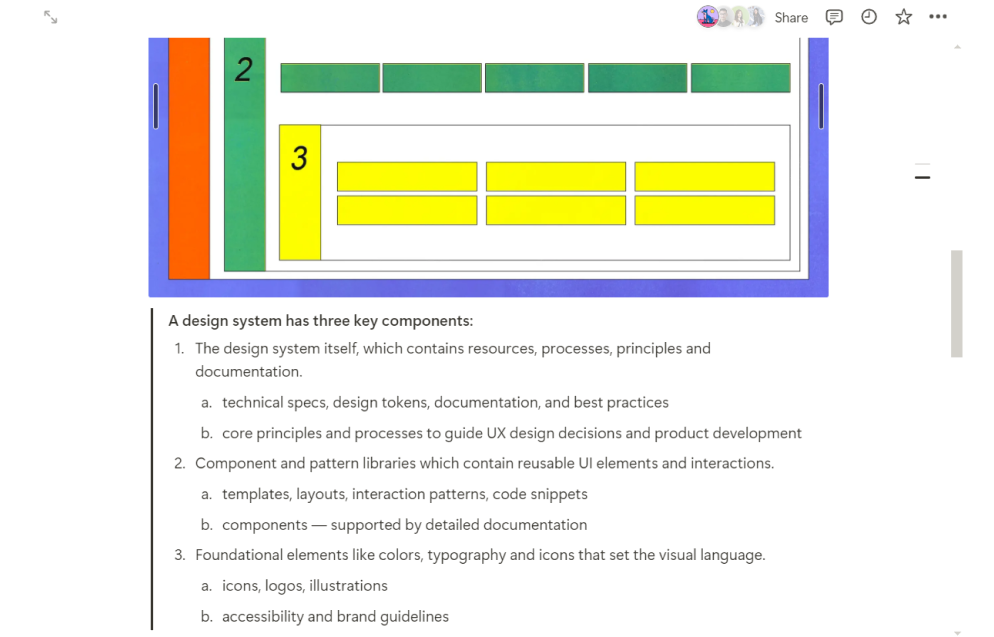 Share
2
3
A design system has three key components:
1. The design system itself, which contains resources, processes, principles and
documentation.
a. technical specs, design tokens, documentation, and best practices
b. core principles and processes to guide UX design decisions and product development
2. Component and pattern libraries which contain reusable UI elements and interactions.
a. templates, layouts, interaction patterns, code snippets
b. components — supported by detailed documentation
3. Foundational elements like colors, typography and icons that set the visual language.
a. icons, logos, illustrations
b. accessibility and brand guidelines